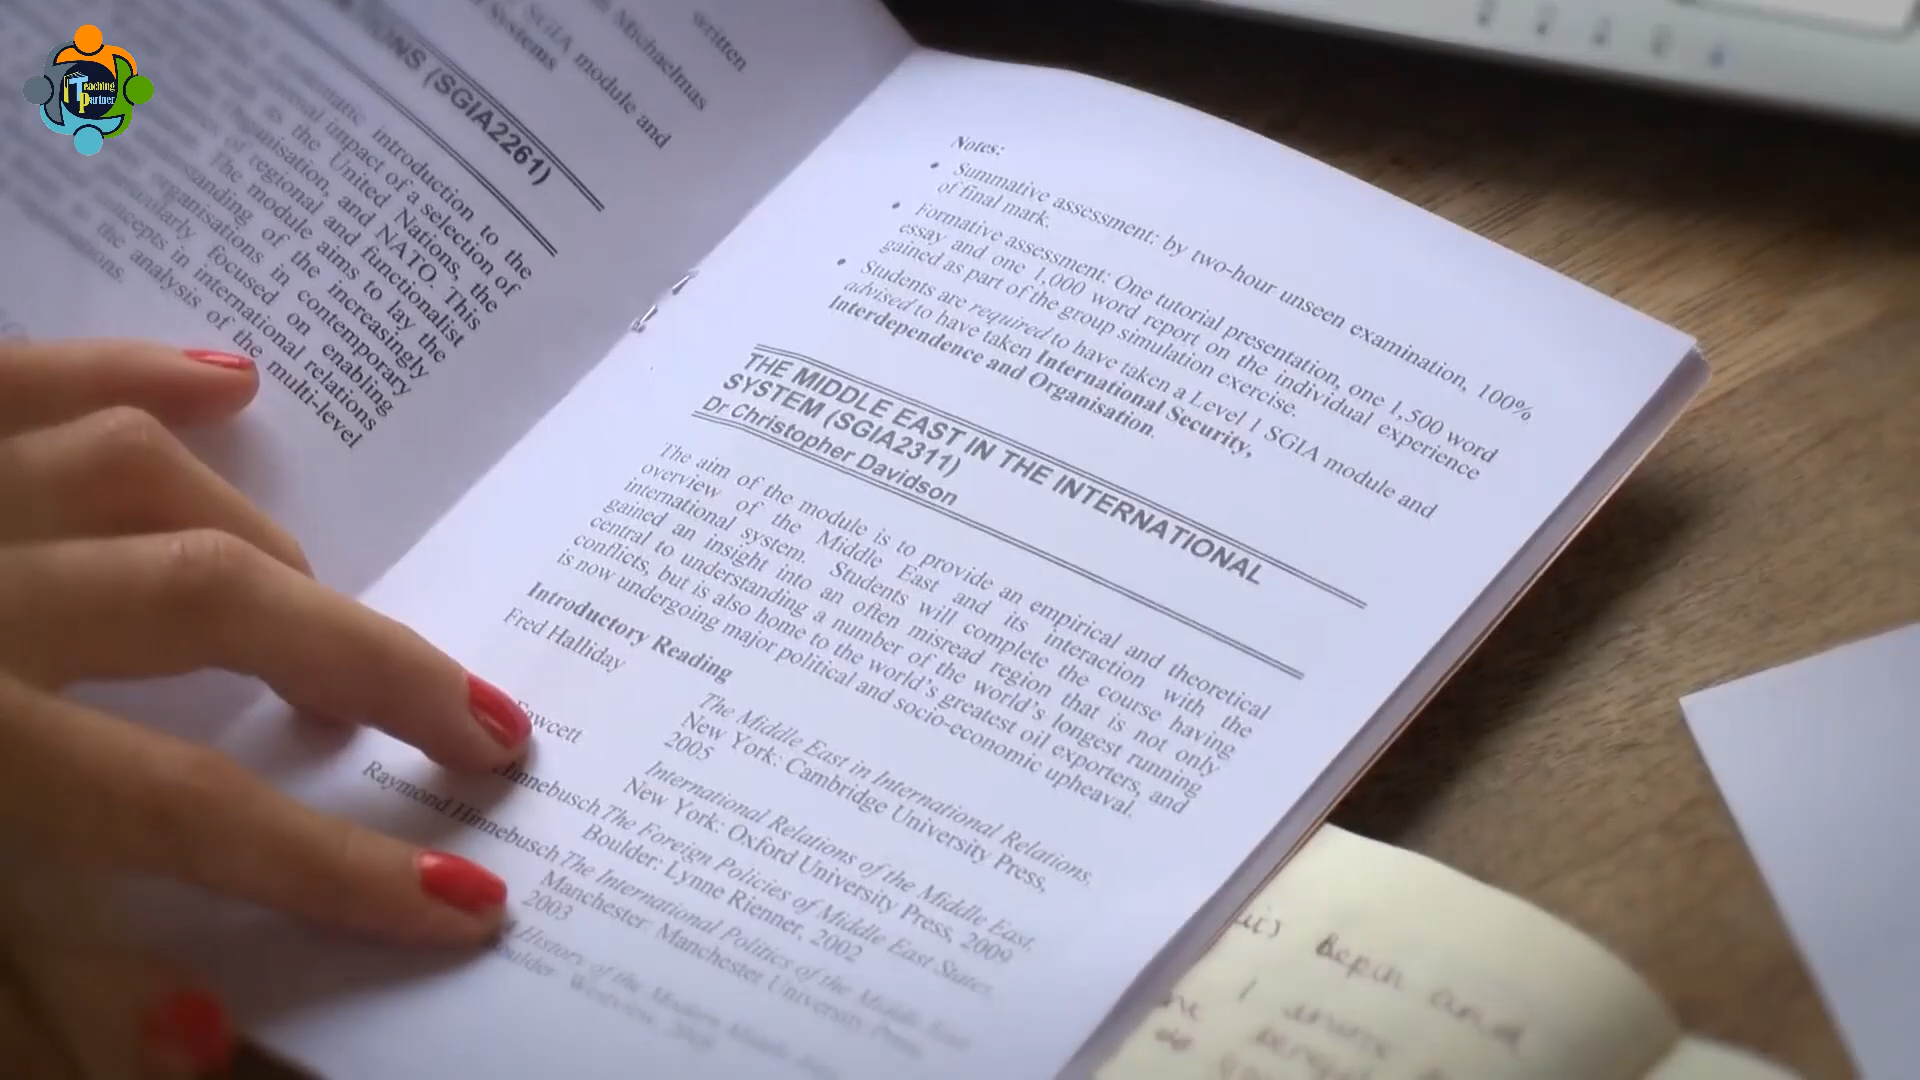 Teaching
Partner
IONS (SGIA2261)
introduction to the
impact of a selection of
as the United Nations, the
and NATO. This
of regional and functionalist
The module aims to lay the
standing of the increasingly
organisations in contemporary
particularly focused on enabling
concepts in international relations
the analysis of the multi-level
written
Michaelmas
SGIA module and
Systems
Notes:
• Summative assessment: by two-hour unseen examination, 100%
of final mark.
• Formative assessment: One tutorial presentation, one 1,500 word
essay and one 1,000 word report on the individual experience
gained as part of the group simulation exercise.
• Students are required to have taken a Level 1 SGIA module and
advised to have taken International Security,
Interdependence and Organisation.
THE MIDDLE EAST IN THE INTERNATIONAL
SYSTEM (SGIA2311)
Dr Christopher Davidson
The aim of the module is to provide an empirical and theoretical
overview of the Middle East and its interaction with the
international system. Students will complete the course having
gained an insight into an often misread region that is not only
central to understanding a number of the world's longest running
conflicts, but is also home to the world's greatest oil exporters, and
is now undergoing major political and socio-economic upheaval.
Introductory Reading
Fred Halliday
The Middle East in International Relations,
New York: Cambridge University Press,
2005
Fawcett
International Relations of the Middle East,
New York: Oxford University Press, 2009
Hinnebusch The Foreign Policies of Middle East States,
Boulder: Lynne Rienner, 2002
Raymond Hinnebusch The International Politics of the Middle East
Manchester: Manchester University Press,
2003
History of the Modern Middle
Boulder: Westview,